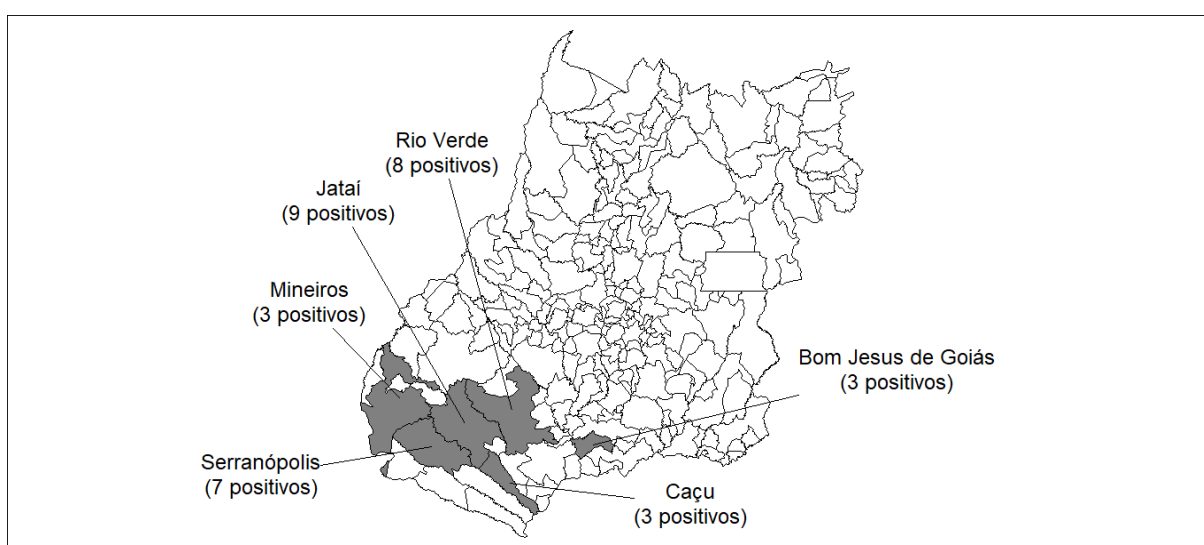 Rio Verde
(8 positivos)
Jataí
(9 positivos)
Mineiros
(3 positivos)
Bom Jesus de Goiás
(3 positivos)
Serranópolis
(7 positivos)
Caçu
(3 positivos)